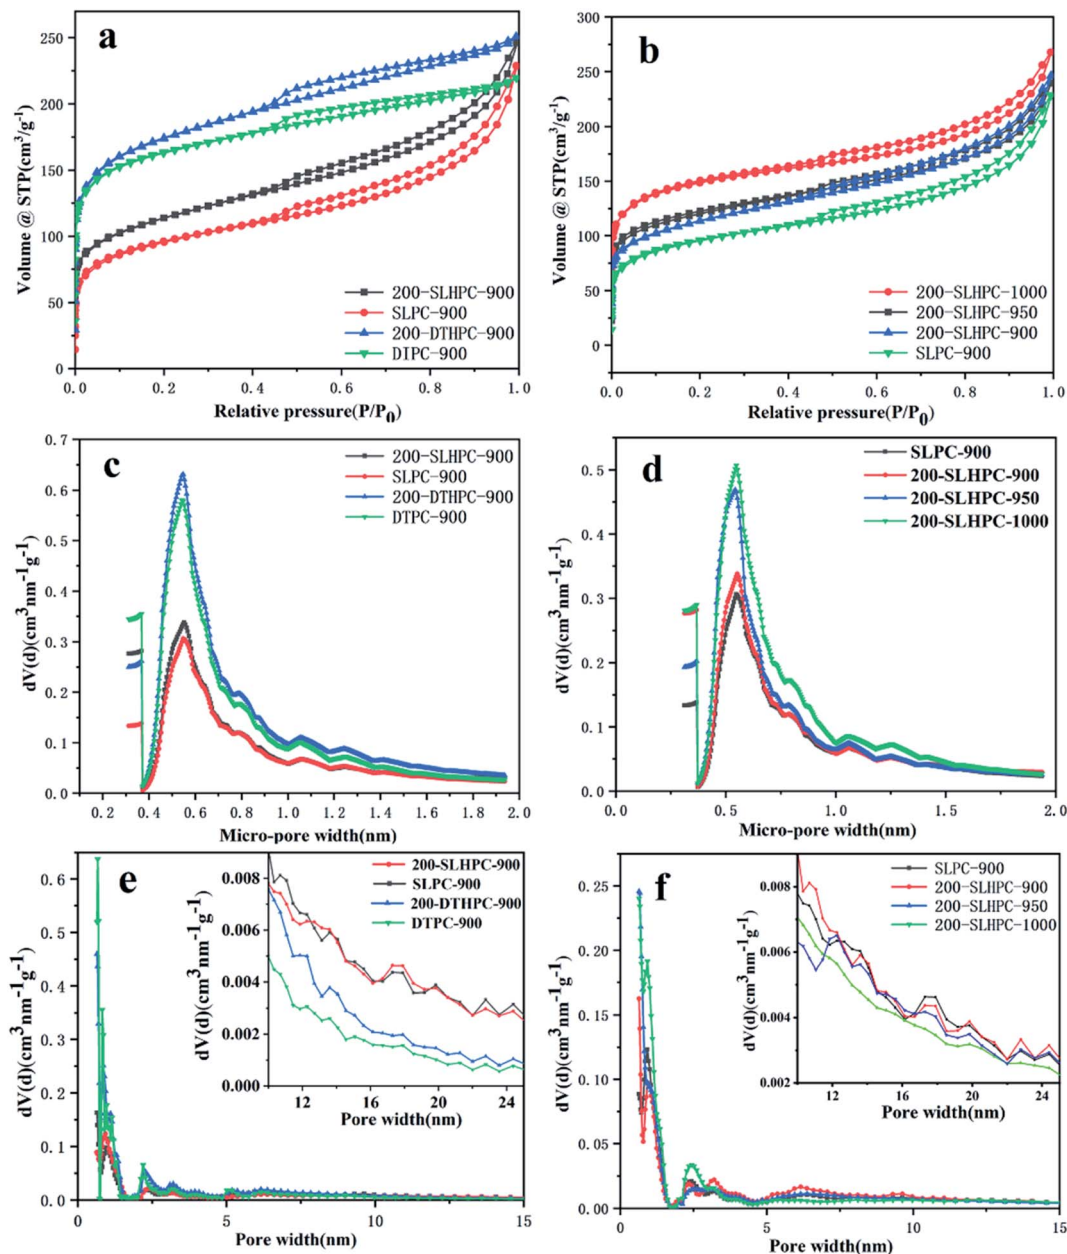 a
250
200
150
100
50
0
Volume @ STP(cm³/g⁻¹)
200-SLHPC-900
SLPC-900
200-DTHPC-900
DIPC-900
0.0 0.2 0.4 0.6 0.8 1.0
Relative pressure(P/P₀)
b
300
250
200
150
100
50
0
Volume @ STP(cm³/g⁻¹)
200-SLHPC-1000
200-SLHPC-950
200-SLHPC-900
SLPC-900
0.0 0.2 0.4 0.6 0.8 1.0
Relative pressure(P/P₀)
c
0.7
0.6
0.5
0.4
0.3
0.2
0.1
0.0
dV(d)(cm³nm⁻¹g⁻¹)
200-SLHPC-900
SLPC-900
200-DTHPC-900
DTPC-900
0.2 0.4 0.6 0.8 1.0 1.2 1.4 1.6 1.8 2.0
Micro-pore width(nm)
d
0.5
0.4
0.3
0.2
0.1
0.0
dV(d)(cm³nm⁻¹g⁻¹)
SLPC-900
200-SLHPC-900
200-SLHPC-950
200-SLHPC-1000
0.0 0.5 1.0 1.5 2.0
Micro-pore width(nm)
e
0.6
0.5
0.4
0.3
0.2
0.1
0.0
dV(d)(cm³nm⁻¹g⁻¹)
0.008
0.006
0.004
0.002
0.000
dV(d)(cm³nm⁻¹g⁻¹)
200-SLHPC-900
SLPC-900
200-DTHPC-900
DTPC-900
12 16 20 24
Pore width(nm)
0 5 10 15
Pore width(nm)
f
0.25
0.20
0.15
0.10
0.05
0.00
dV(d)(cm³nm⁻¹g⁻¹)
0.008
0.006
0.004
0.002
dV(d)(cm³nm⁻¹g⁻¹)
SLPC-900
200-SLHPC-900
200-SLHPC-950
200-SLHPC-1000
12 16 20 24
Pore width(nm)
0 5 10 15
Pore width(nm)